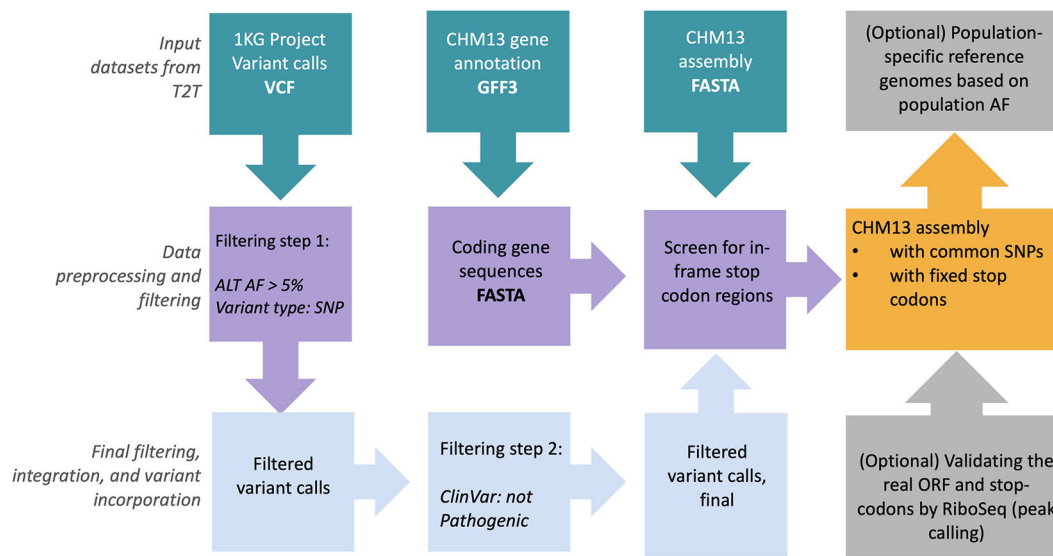 Input
datasets from
T2T
1KG Project
Variant calls
VCF
CHM13 gene
annotation
GFF3
CHM13
assembly
FASTA
(Optional) Population-
specific reference
genomes based on
population AF
Data
preprocessing and
filtering
Filtering step 1:
ALT AF > 5%
Variant type: SNP
Coding gene
sequences
FASTA
Screen for in-
frame stop
codon regions
CHM13 assembly
• with common SNPs
• with fixed stop
codons
Final filtering,
integration, and variant
incorporation
Filtered
variant calls
Filtering step 2:
ClinVar: not
Pathogenic
Filtered
variant calls,
final
(Optional) Validating the
real ORF and stop-
codons by RiboSeq (peak
calling)